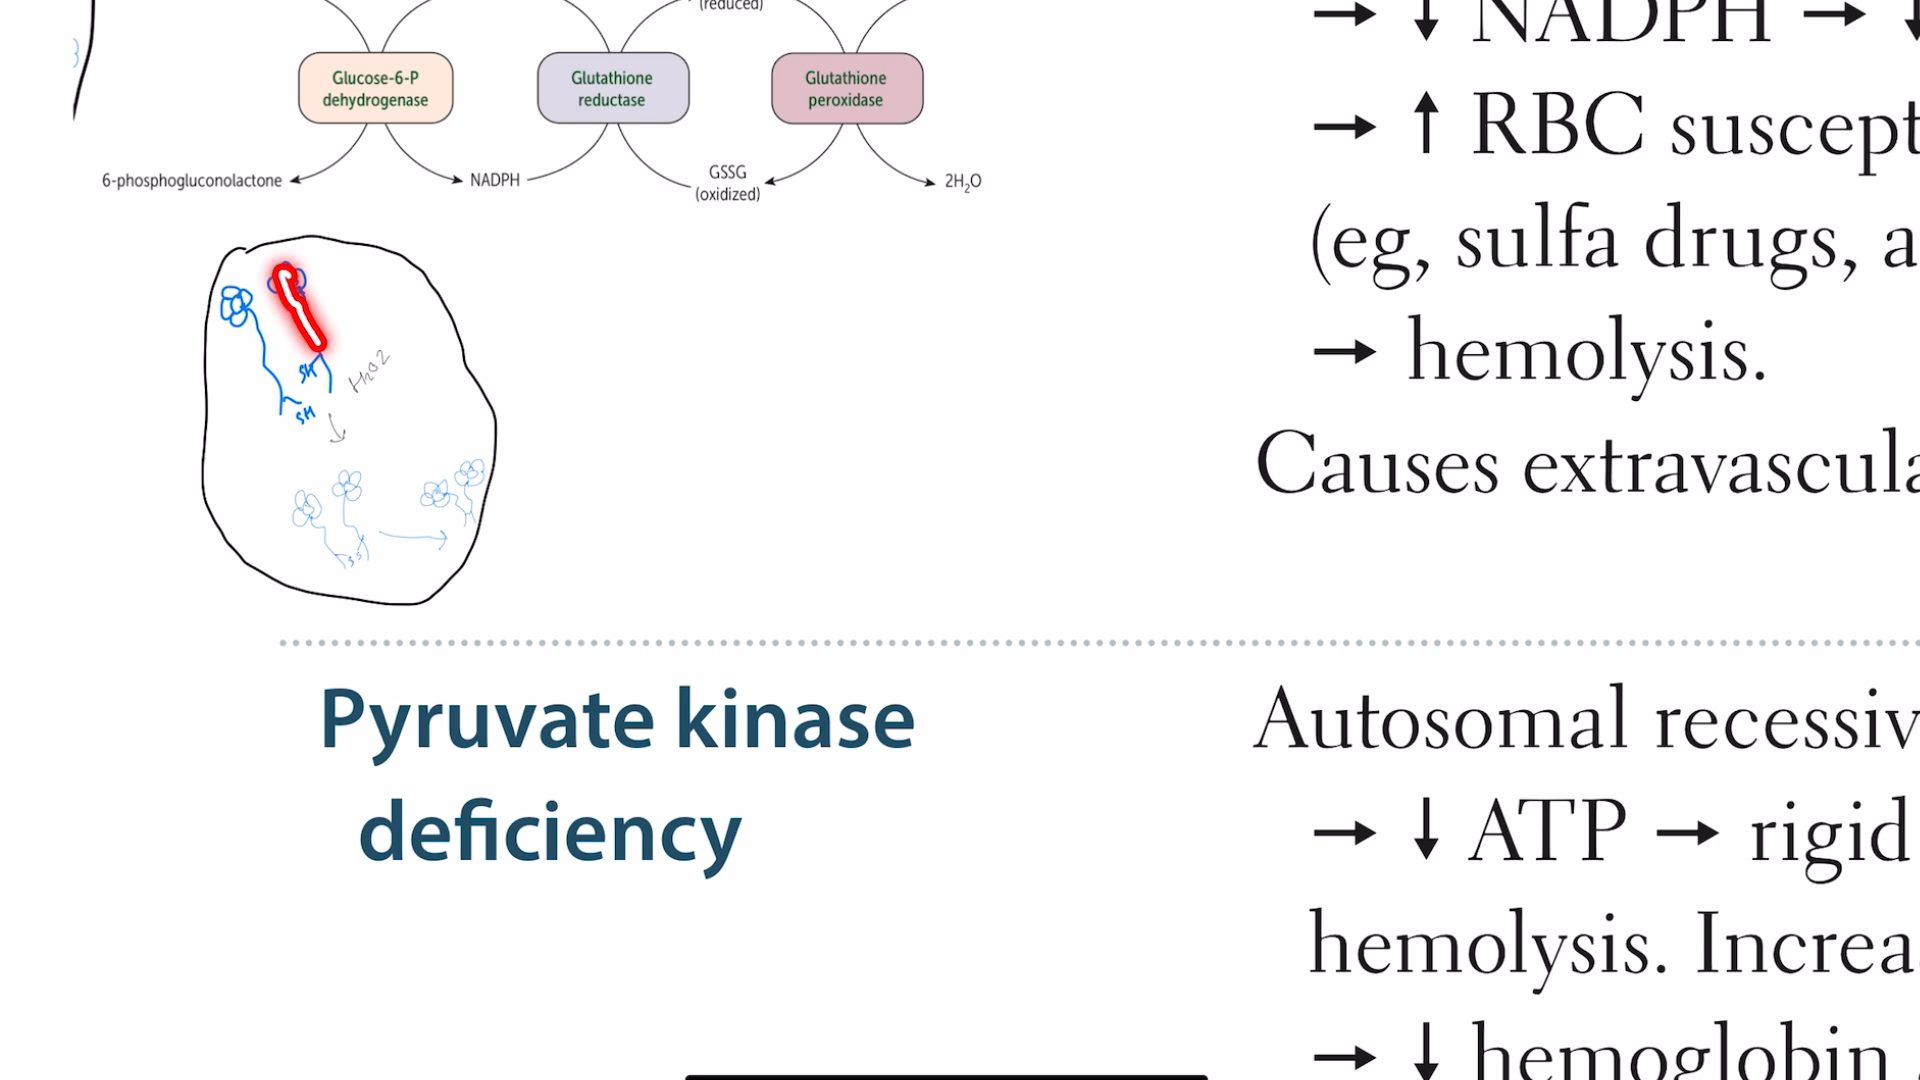 (reduced)
Glucose-6-P
dehydrogenase
Glutathione
reductase
Glutathione
peroxidase
6-phosphogluconolactone
NADPH
GSSG
(oxidized)
2H₂O
SH
H2O2
SH
S S
→ ↓ NADPH → ↓
→ ↑ RBC suscept
(eg, sulfa drugs, a
→ hemolysis.
Causes extravascula
Pyruvate kinase
deficiency
Autosomal recessiv
→ ↓ ATP → rigid
hemolysis. Increa
→ ↓ hemoglobin